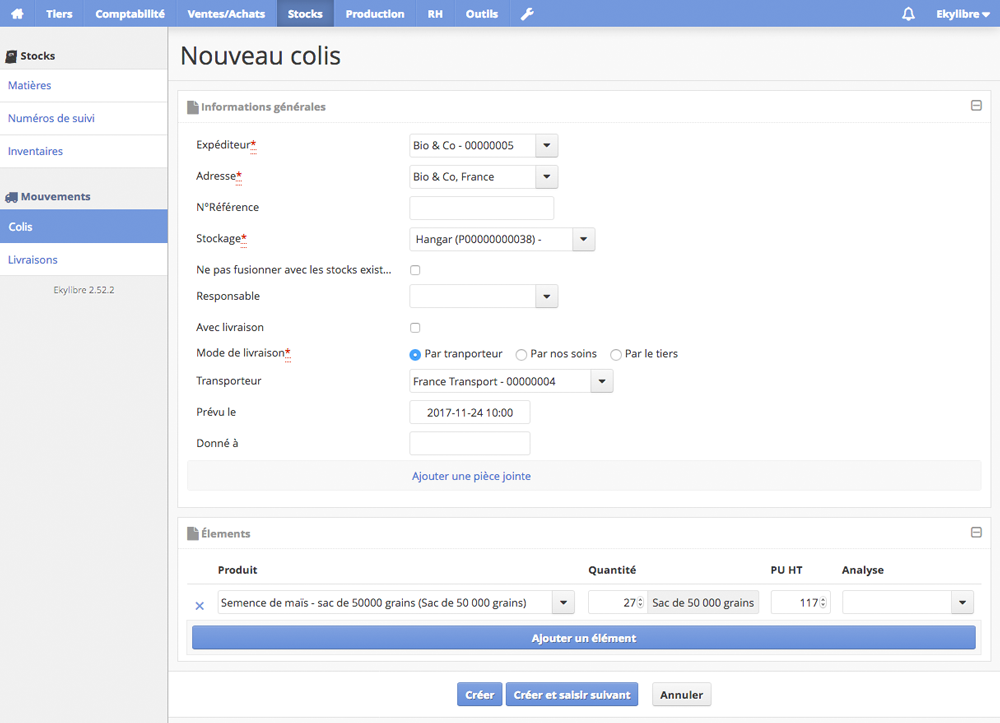 Tiers Comptabilité Ventes/Achats Stocks Production RH Outils Ekylibre
Stocks
Matières
Numéros de suivi
Inventaires
Mouvements
Colis
Livraisons
Ekylibre 2.52.2
Nouveau colis
Informations générales
Expéditeur* Bio & Co - 00000005
Adresse* Bio & Co, France
N°Référence
Stockage* Hangar (P00000000038) -
Ne pas fusionner avec les stocks exist...
Responsable
Avec livraison
Mode de livraison* Par tranporteur Par nos soins Par le tiers
Transporteur France Transport - 00000004
Prévu le 2017-11-24 10:00
Donné à
Ajouter une pièce jointe
Élements
Produit Quantité PU HT Analyse
Semence de maïs - sac de 50000 grains (Sac de 50 000 grains) 27 Sac de 50 000 grains 117
Ajouter un élément
Créer Créer et saisir suivant Annuler